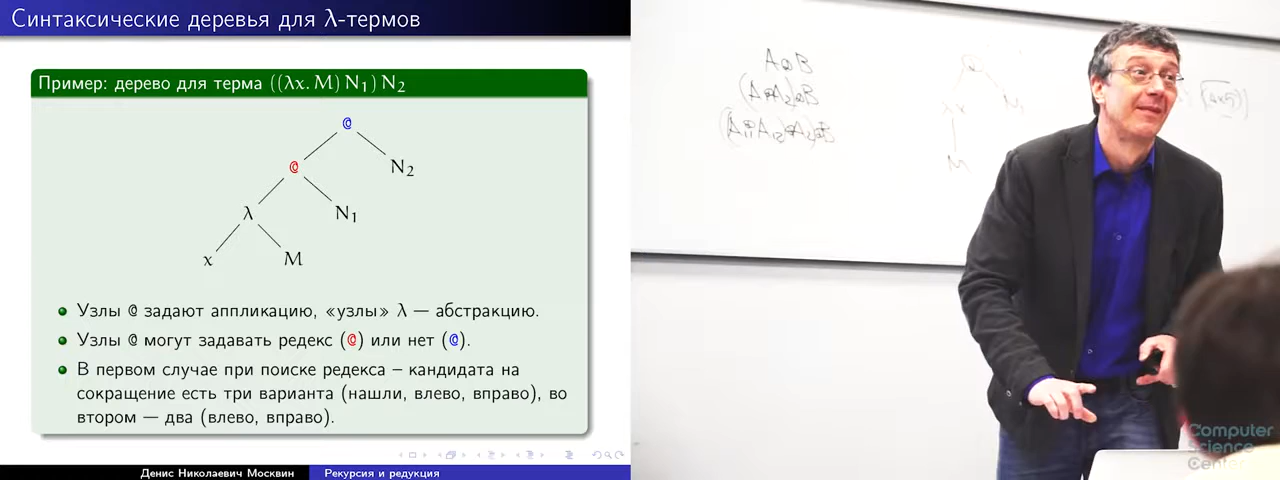 Синтаксические деревья для λ-термов
Пример: дерево для терма ((λx. M) N₁) N₂
@
@ N₂
λ N₁
x M
Узлы @ задают аппликацию, «узлы» λ — абстракцию.
Узлы @ могут задавать редекс (@) или нет (@).
В первом случае при поиске редекса – кандидата на
сокращение есть три варианта (нашли, влево, вправо), во
втором — два (влево, вправо).
Денис Николаевич Москвин Рекурсия и редукция
A@B
λx
M
Computer
Science
Center